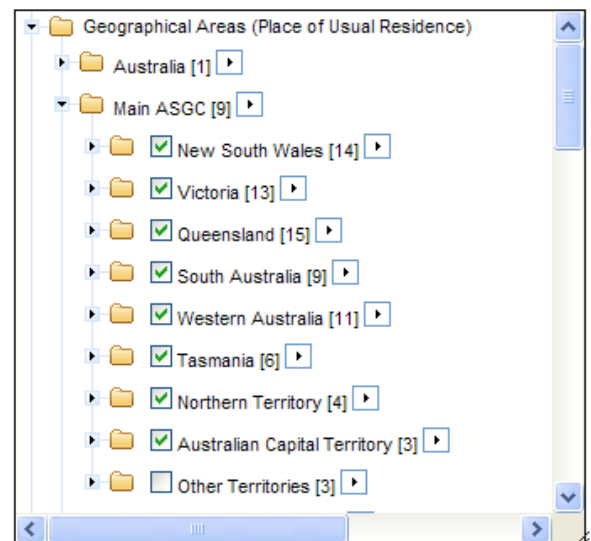 Geographical Areas (Place of Usual Residence)
Australia [1]
Main ASGC [9]
New South Wales [14]
Victoria [13]
Queensland [15]
South Australia [9]
Western Australia [11]
Tasmania [6]
Northern Territory [4]
Australian Capital Territory [3]
Other Territories [3]